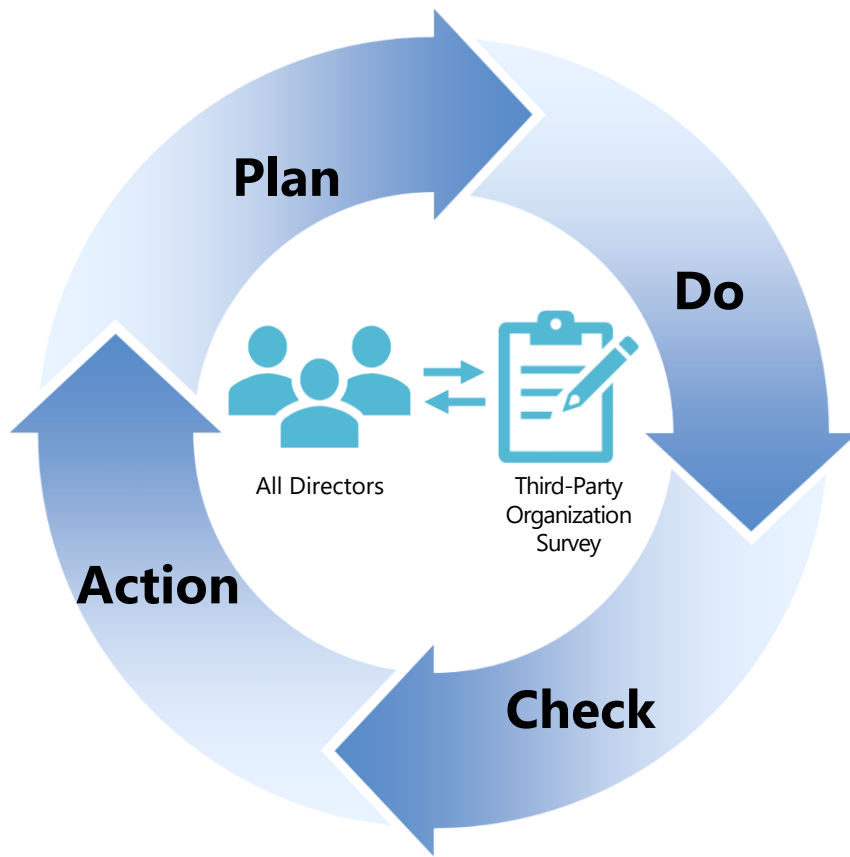 Plan
Do
All Directors
Third-Party
Organization
Survey
Action
Check